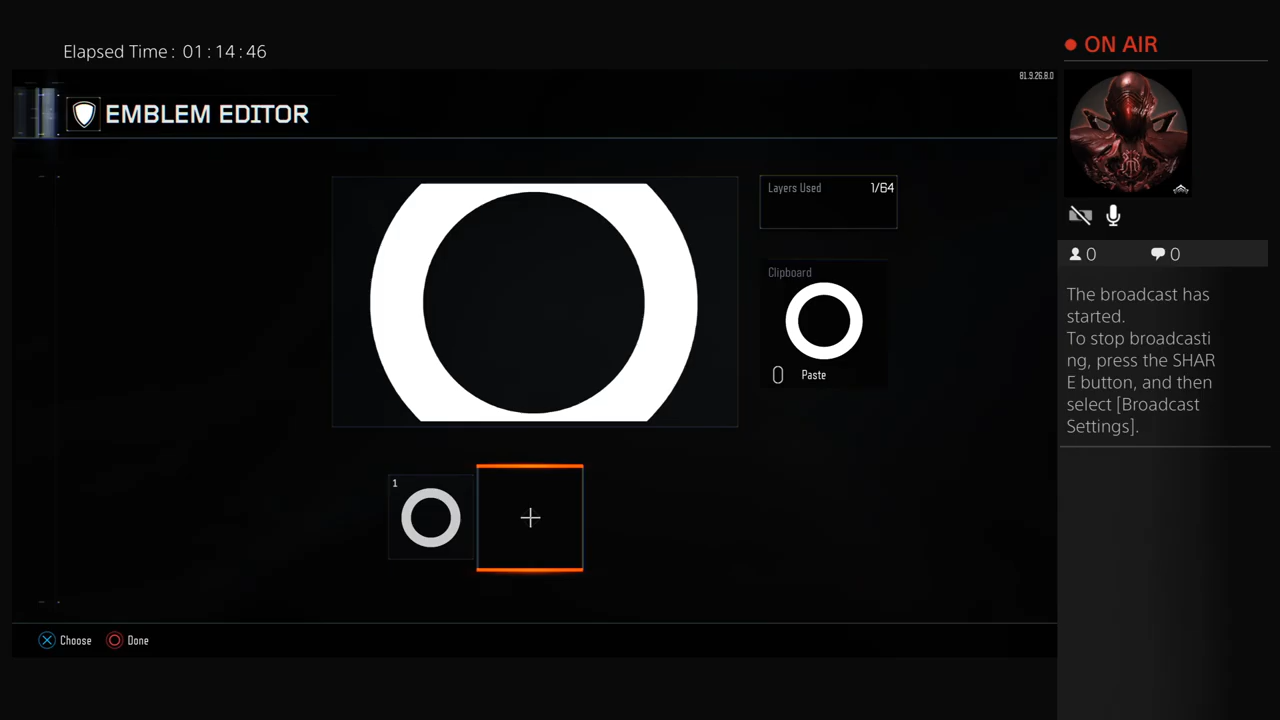 Elapsed Time: 01:14:46
ON AIR
81.9.26.8.0
EMBLEM EDITOR
Layers Used 1/64
Clipboard
Paste
1
0
0
The broadcast has
started.
To stop broadcasti
ng, press the SHAR
E button, and then
select [Broadcast
Settings].
Choose
Done